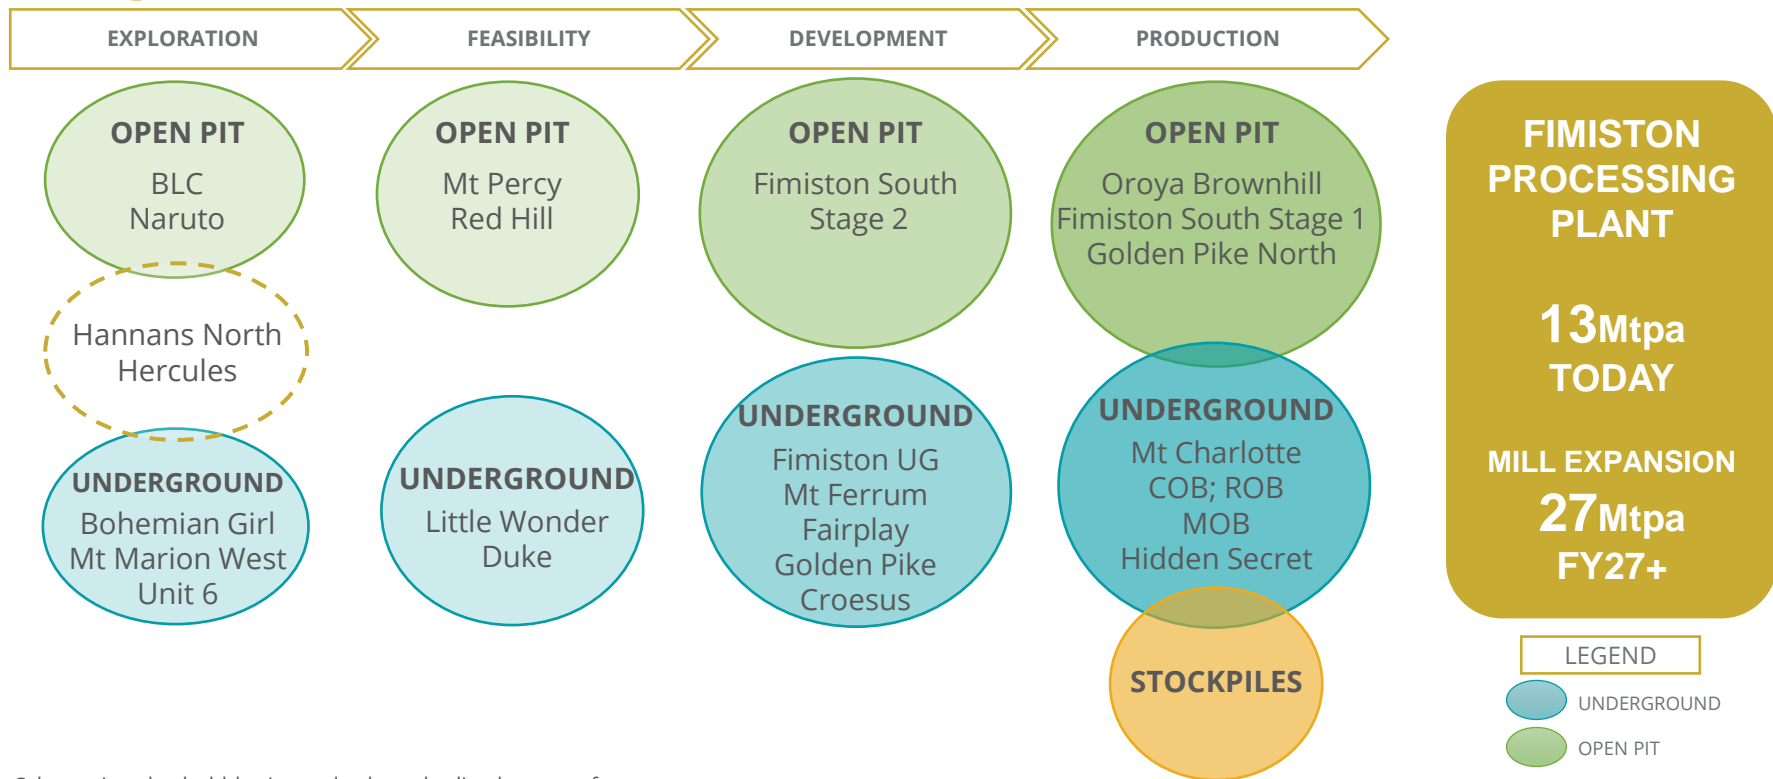 EXPLORATION
FEASIBILITY
DEVELOPMENT
PRODUCTION
OPEN PIT
BLC
Naruto
Hannans North
Hercules
UNDERGROUND
Bohemian Girl
Mt Marion West
Unit 6
OPEN PIT
Mt Percy
Red Hill
UNDERGROUND
Little Wonder
Duke
OPEN PIT
Fimiston South
Stage 2
UNDERGROUND
Fimiston UG
Mt Ferrum
Fairplay
Golden Pike
Croesus
OPEN PIT
Oroya Brownhill
Fimiston South Stage 1
Golden Pike North
UNDERGROUND
Mt Charlotte
COB; ROB
MOB
Hidden Secret
STOCKPILES
FIMISTON
PROCESSING
PLANT
13Mtpa
TODAY
MILL EXPANSION
27Mtpa
FY27+
LEGEND
UNDERGROUND
OPEN PIT